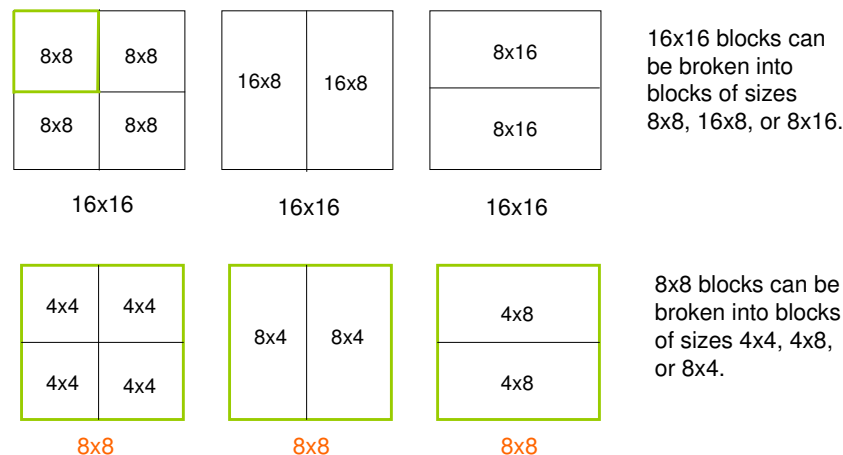 8x8 8x8
8x8 8x8
16x16
16x8 16x8
16x16
8x16
8x16
16x16
16x16 blocks can
be broken into
blocks of sizes
8x8, 16x8, or 8x16.
4x4 4x4
4x4 4x4
8x8
8x4 8x4
8x8
4x8
4x8
8x8
8x8 blocks can be
broken into blocks
of sizes 4x4, 4x8,
or 8x4.